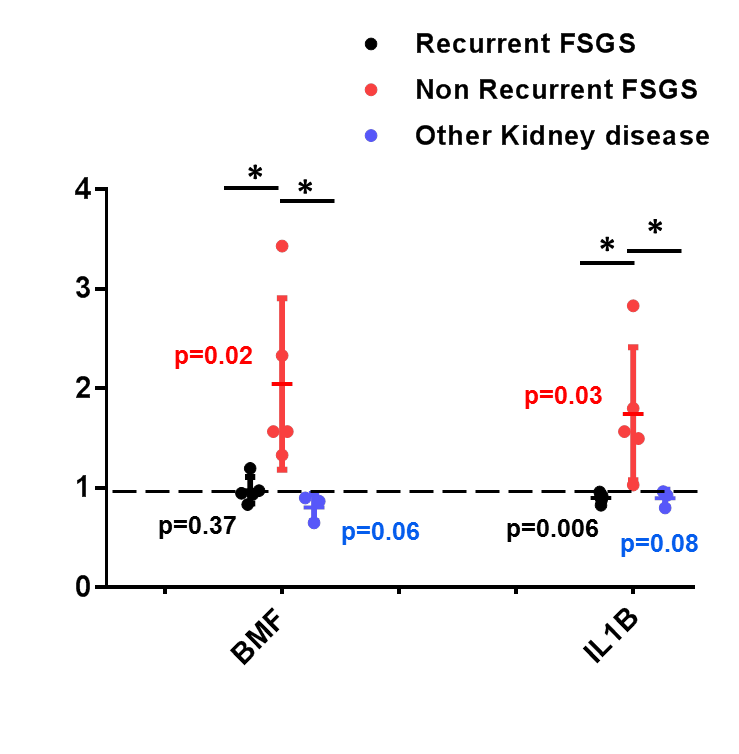 Recurrent FSGS
Non Recurrent FSGS
Other Kidney disease
4
* *
* *
3
p=0.02
p=0.03
2
1
p=0.37
p=0.06
p=0.006
p=0.08
0
BMF
IL1B